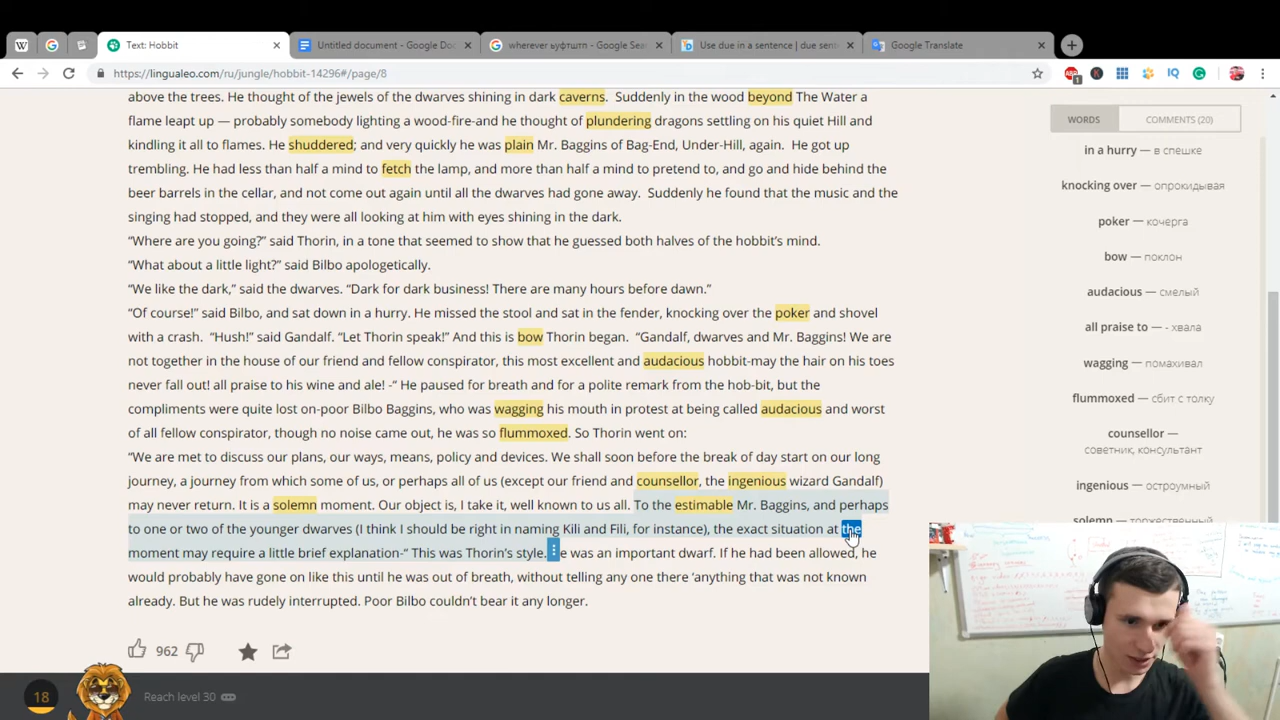 W
Text: Hobbit
Untitled document - Google Doc
wherever ьуфтштп - Google Sea
Use due in a sentence | due sent
Google Translate
https://lingualeo.com/ru/jungle/hobbit-14296#/page/8
1
IQ
above the trees. He thought of the jewels of the dwarves shining in dark caverns. Suddenly in the wood beyond The Water a
flame leapt up — probably somebody lighting a wood-fire-and he thought of plundering dragons settling on his quiet Hill and
kindling it all to flames. He shuddered; and very quickly he was plain Mr. Baggins of Bag-End, Under-Hill, again. He got up
trembling. He had less than half a mind to fetch the lamp, and more than half a mind to pretend to, and go and hide behind the
beer barrels in the cellar, and not come out again until all the dwarves had gone away. Suddenly he found that the music and the
singing had stopped, and they were all looking at him with eyes shining in the dark.
“Where are you going?” said Thorin, in a tone that seemed to show that he guessed both halves of the hobbit’s mind.
“What about a little light?” said Bilbo apologetically.
“We like the dark,” said the dwarves. “Dark for dark business! There are many hours before dawn.”
“Of course!” said Bilbo, and sat down in a hurry. He missed the stool and sat in the fender, knocking over the poker and shovel
with a crash. “Hush!” said Gandalf. “Let Thorin speak!” And this is bow Thorin began. “Gandalf, dwarves and Mr. Baggins! We are
not together in the house of our friend and fellow conspirator, this most excellent and audacious hobbit-may the hair on his toes
never fall out! all praise to his wine and ale! -“ He paused for breath and for a polite remark from the hob-bit, but the
compliments were quite lost on-poor Bilbo Baggins, who was wagging his mouth in protest at being called audacious and worst
of all fellow conspirator, though no noise came out, he was so flummoxed. So Thorin went on:
“We are met to discuss our plans, our ways, means, policy and devices. We shall soon before the break of day start on our long
journey, a journey from which some of us, or perhaps all of us (except our friend and counsellor, the ingenious wizard Gandalf)
may never return. It is a solemn moment. Our object is, I take it, well known to us all. To the estimable Mr. Baggins, and perhaps
to one or two of the younger dwarves (I think I should be right in naming Kili and Fili, for instance), the exact situation at the
moment may require a little brief explanation-“ This was Thorin’s style. e was an important dwarf. If he had been allowed, he
would probably have gone on like this until he was out of breath, without telling any one there ‘anything that was not known
already. But he was rudely interrupted. Poor Bilbo couldn’t bear it any longer.
962
18
Reach level 30
WORDS
COMMENTS (20)
in a hurry — в спешке
knocking over — опрокидывая
poker — кочерга
bow — поклон
audacious — смелый
all praise to — - хвала
wagging — помахивал
flummoxed — сбит с толку
counsellor —
советник, консультант
ingenious — остроумный